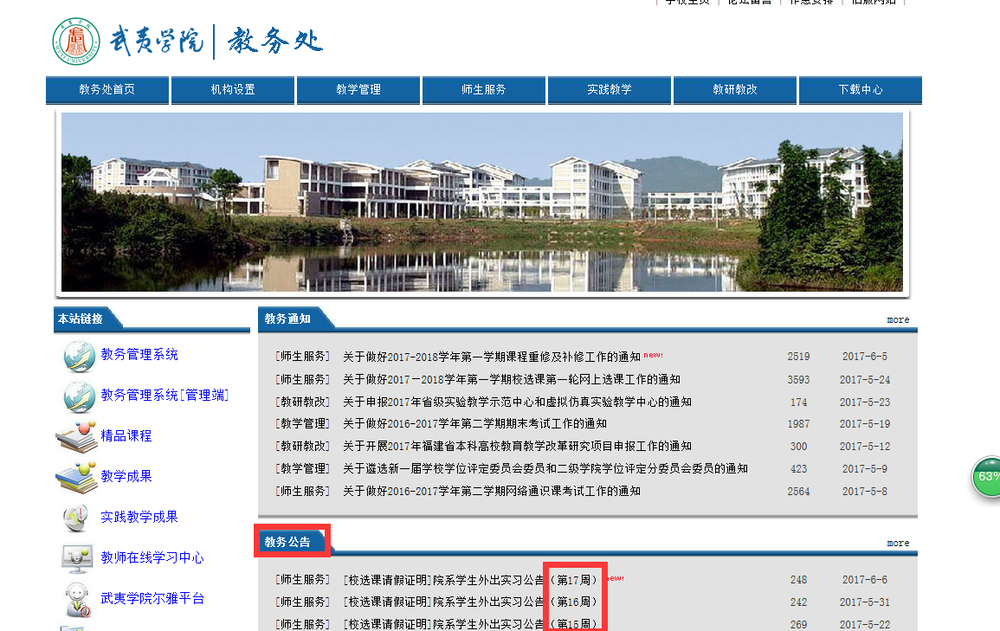 学校主页 论坛留言 作息安排 旧版网站
武夷学院 教务处
教务处首页 机构设置 教学管理 师生服务 实践教学 教研教改 下载中心
本站链接
教务管理系统
教务管理系统[管理端]
精品课程
教学成果
实践教学成果
教师在线学习中心
武夷学院尔雅平台
教务通知 more
[师生服务] 关于做好2017-2018学年第一学期课程重修及补修工作的通知 new! 2519 2017-6-5
[师生服务] 关于做好2017－2018学年第一学期校选课第一轮网上选课工作的通知 3593 2017-5-24
[教研教改] 关于申报2017年省级实验教学示范中心和虚拟仿真实验教学中心的通知 174 2017-5-23
[教学管理] 关于做好2016-2017学年第二学期期末考试工作的通知 1987 2017-5-19
[教研教改] 关于开展2017年福建省本科高校教育教学改革研究项目申报工作的通知 300 2017-5-12
[教学管理] 关于遴选新一届学校学位评定委员会委员和二级学院学位评定分委员会委员的通知 423 2017-5-9
[师生服务] 关于做好2016-2017学年第二学期网络通识课考试工作的通知 2564 2017-5-8
教务公告 more
[师生服务] [校选课请假证明]院系学生外出实习公告（第17周） new! 248 2017-6-6
[师生服务] [校选课请假证明]院系学生外出实习公告（第16周） 242 2017-5-31
[师生服务] [校选课请假证明]院系学生外出实习公告（第15周） 269 2017-5-22
63%